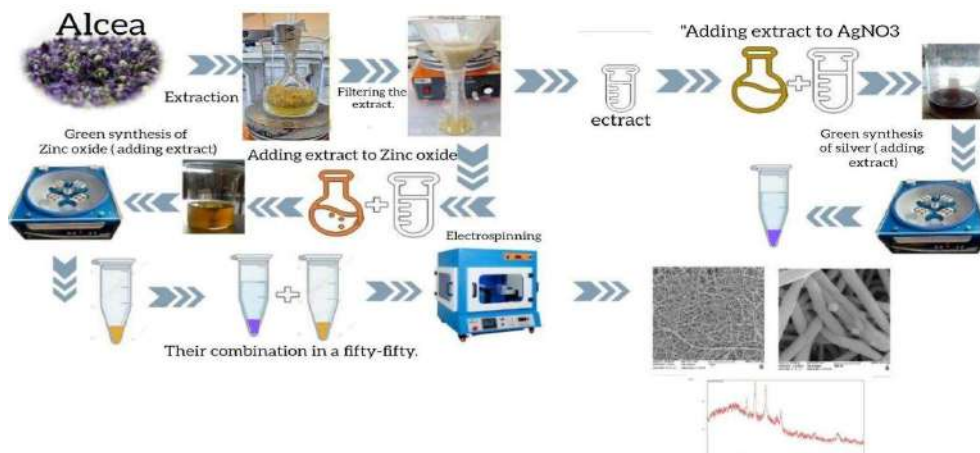 Alcea
"Adding extract to AgNO3
Extraction
Filtering the
extract.
ectract
Green synthesis of
Zinc oxide ( adding extract)
Adding extract to Zinc oxide
Green synthesis
of silver ( adding
extract)
Electrospinning
Their combination in a fifty-fifty.